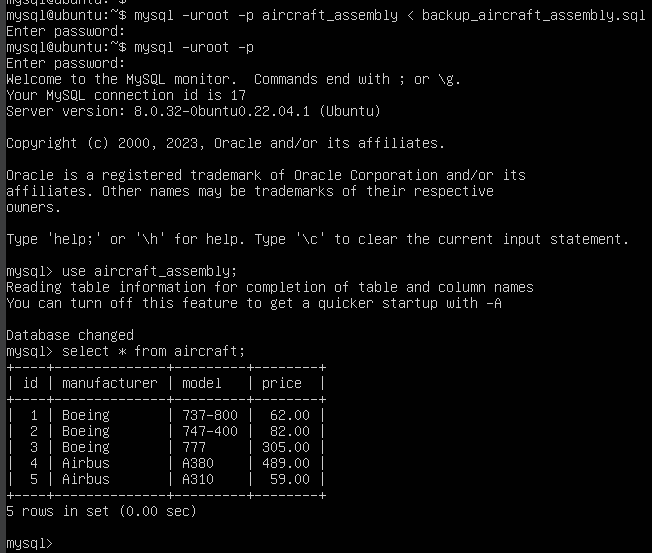 mysql@ubuntu:~$
mysql@ubuntu:~$ mysql -uroot -p aircraft_assembly < backup_aircraft_assembly.sql
Enter password:
mysql@ubuntu:~$ mysql -uroot -p
Enter password:
Welcome to the MySQL monitor.  Commands end with ; or \g.
Your MySQL connection id is 17
Server version: 8.0.32-0buntu0.22.04.1 (Ubuntu)

Copyright (c) 2000, 2023, Oracle and/or its affiliates.

Oracle is a registered trademark of Oracle Corporation and/or its
affiliates. Other names may be trademarks of their respective
owners.

Type 'help;' or '\h' for help. Type '\c' to clear the current input statement.

mysql> use aircraft_assembly;
Reading table information for completion of table and column names
You can turn off this feature to get a quicker startup with -A

Database changed
mysql> select * from aircraft;
+----+--------------+---------+--------+
| id | manufacturer | model   | price  |
+----+--------------+---------+--------+
|  1 | Boeing       | 737-800 |  62.00 |
|  2 | Boeing       | 747-400 |  82.00 |
|  3 | Boeing       | 777     | 305.00 |
|  4 | Airbus       | A380    | 489.00 |
|  5 | Airbus       | A310    |  59.00 |
+----+--------------+---------+--------+
5 rows in set (0.00 sec)

mysql>